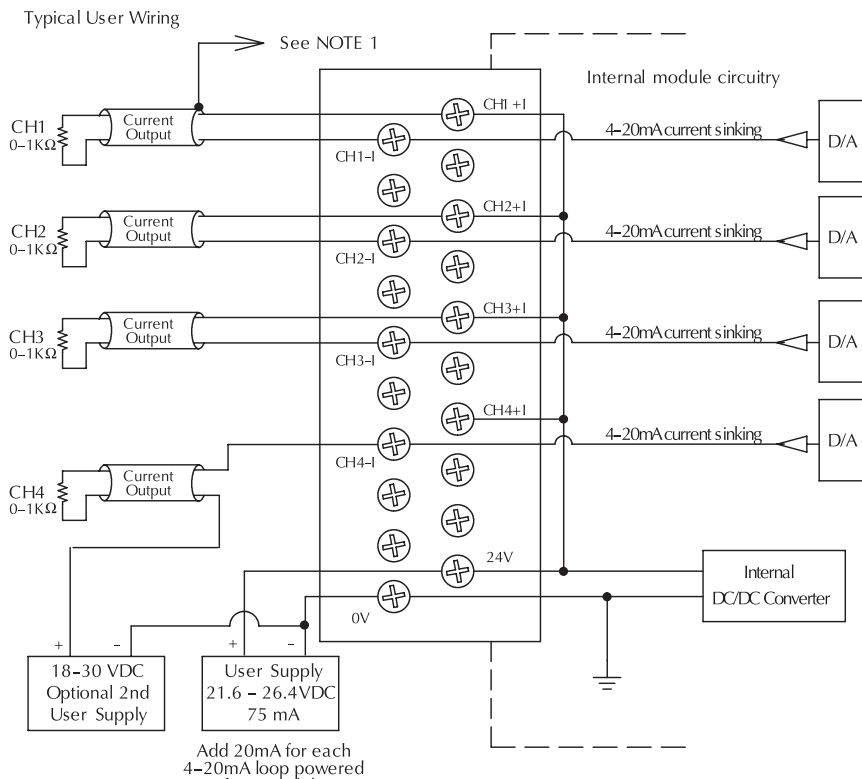 Typical User Wiring
See NOTE 1
Internal module circuitry
CH1
0–1KΩ
Current
Output
CH1+I
CH1–I
4–20mA current sinking
D/A
CH2
0–1KΩ
Current
Output
CH2+I
CH2–I
4–20mA current sinking
D/A
CH3
0–1KΩ
Current
Output
CH3+I
CH3–I
4–20mA current sinking
D/A
CH4+I
CH4
0–1KΩ
Current
Output
CH4–I
4–20mA current sinking
D/A
24V
0V
Internal
DC/DC Converter
+ –
18–30 VDC
Optional 2nd
User Supply
+ –
User Supply
21.6 – 26.4VDC
75 mA
Add 20mA for each
4–20mA loop powered